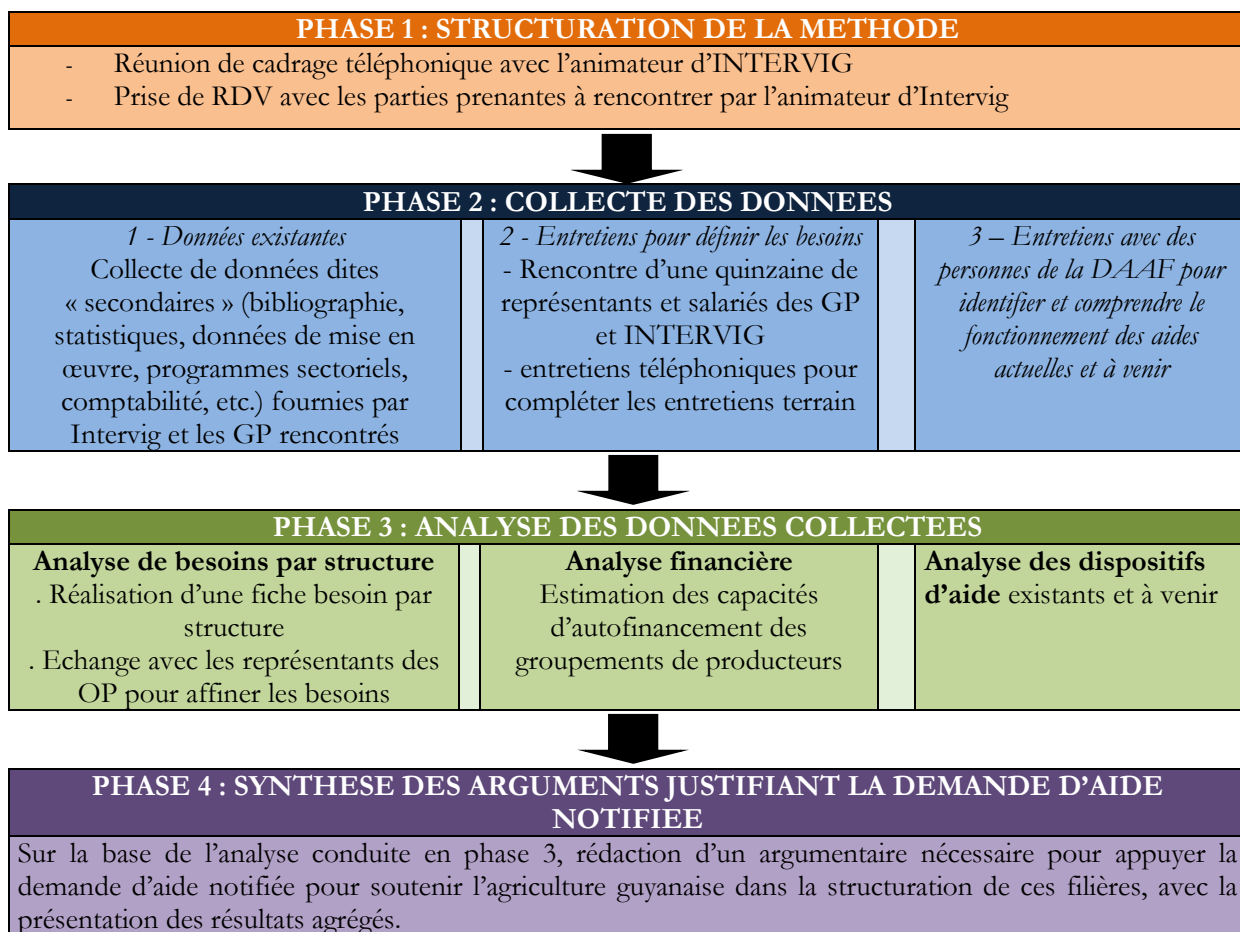 PHASE 1 : STRUCTURATION DE LA METHODE
- Réunion de cadrage téléphonique avec l'animateur d'INTERVIG
- Prise de RDV avec les parties prenantes à rencontrer par l'animateur d'Intervig
PHASE 2 : COLLECTE DES DONNEES
1 - Données existantes
Collecte de données dites
« secondaires » (bibliographie,
statistiques, données de mise en
œuvre, programmes sectoriels,
comptabilité, etc.) fournies par
Intervig et les GP rencontrés
2 - Entretiens pour définir les besoins
- Rencontre d'une quinzaine de
représentants et salariés des GP
et INTERVIG
- entretiens téléphoniques pour
compléter les entretiens terrain
3 – Entretiens avec des
personnes de la DAAF pour
identifier et comprendre le
fonctionnement des aides
actuelles et à venir
PHASE 3 : ANALYSE DES DONNEES COLLECTEES
Analyse de besoins par structure
. Réalisation d'une fiche besoin par
structure
. Echange avec les représentants des
OP pour affiner les besoins
Analyse financière
Estimation des capacités
d'autofinancement des
groupements de producteurs
Analyse des dispositifs
d'aide existants et à venir
PHASE 4 : SYNTHESE DES ARGUMENTS JUSTIFIANT LA DEMANDE D'AIDE
NOTIFIEE
Sur la base de l'analyse conduite en phase 3, rédaction d'un argumentaire nécessaire pour appuyer la
demande d'aide notifiée pour soutenir l'agriculture guyanaise dans la structuration de ces filières, avec la
présentation des résultats agrégés.